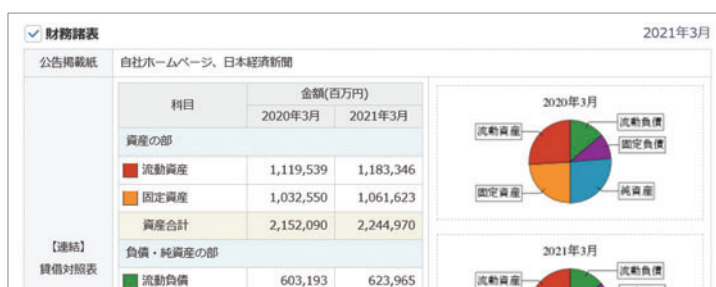 財務諸表 2021年3月
公告掲載紙 自社ホームページ、日本経済新聞
科目 金額(百万円)
2020年3月 2021年3月
資産の部
流動資産 1,119,539 1,183,346
固定資産 1,032,550 1,061,623
資産合計 2,152,090 2,244,970
【連結】
貸借対照表
負債・純資産の部
流動負債 603,193 623,965
2020年3月
流動資産 流動負債
固定負債
固定資産 純資産
2021年3月
流動資産 流動負債
固定負債